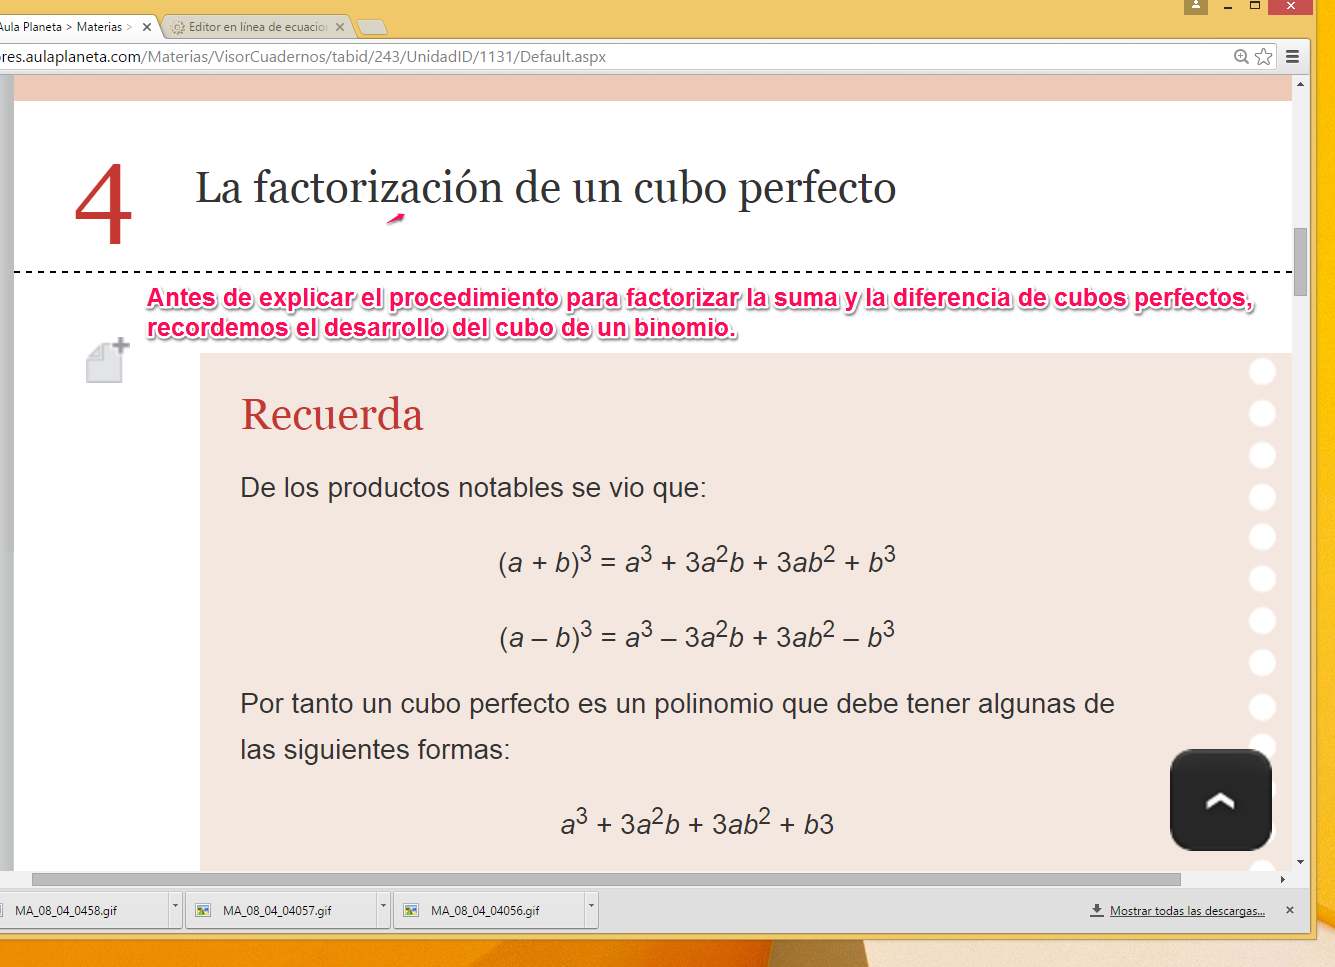 Aula Planeta > Materias >
Editor en línea de ecuacion
res.aulaplaneta.com/Materias/VisorCuadernos/tabid/243/UnidadID/1131/Default.aspx
4 La factorización de un cubo perfecto
Antes de explicar el procedimiento para factorizar la suma y la diferencia de cubos perfectos,
recordemos el desarrollo del cubo de un binomio.
Recuerda
De los productos notables se vio que:
(a + b)³ = a³ + 3a²b + 3ab² + b³
(a – b)³ = a³ – 3a²b + 3ab² – b³
Por tanto un cubo perfecto es un polinomio que debe tener algunas de
las siguientes formas:
a³ + 3a²b + 3ab² + b3
MA_08_04_0458.gif MA_08_04_04057.gif MA_08_04_04056.gif Mostrar todas las descargas...